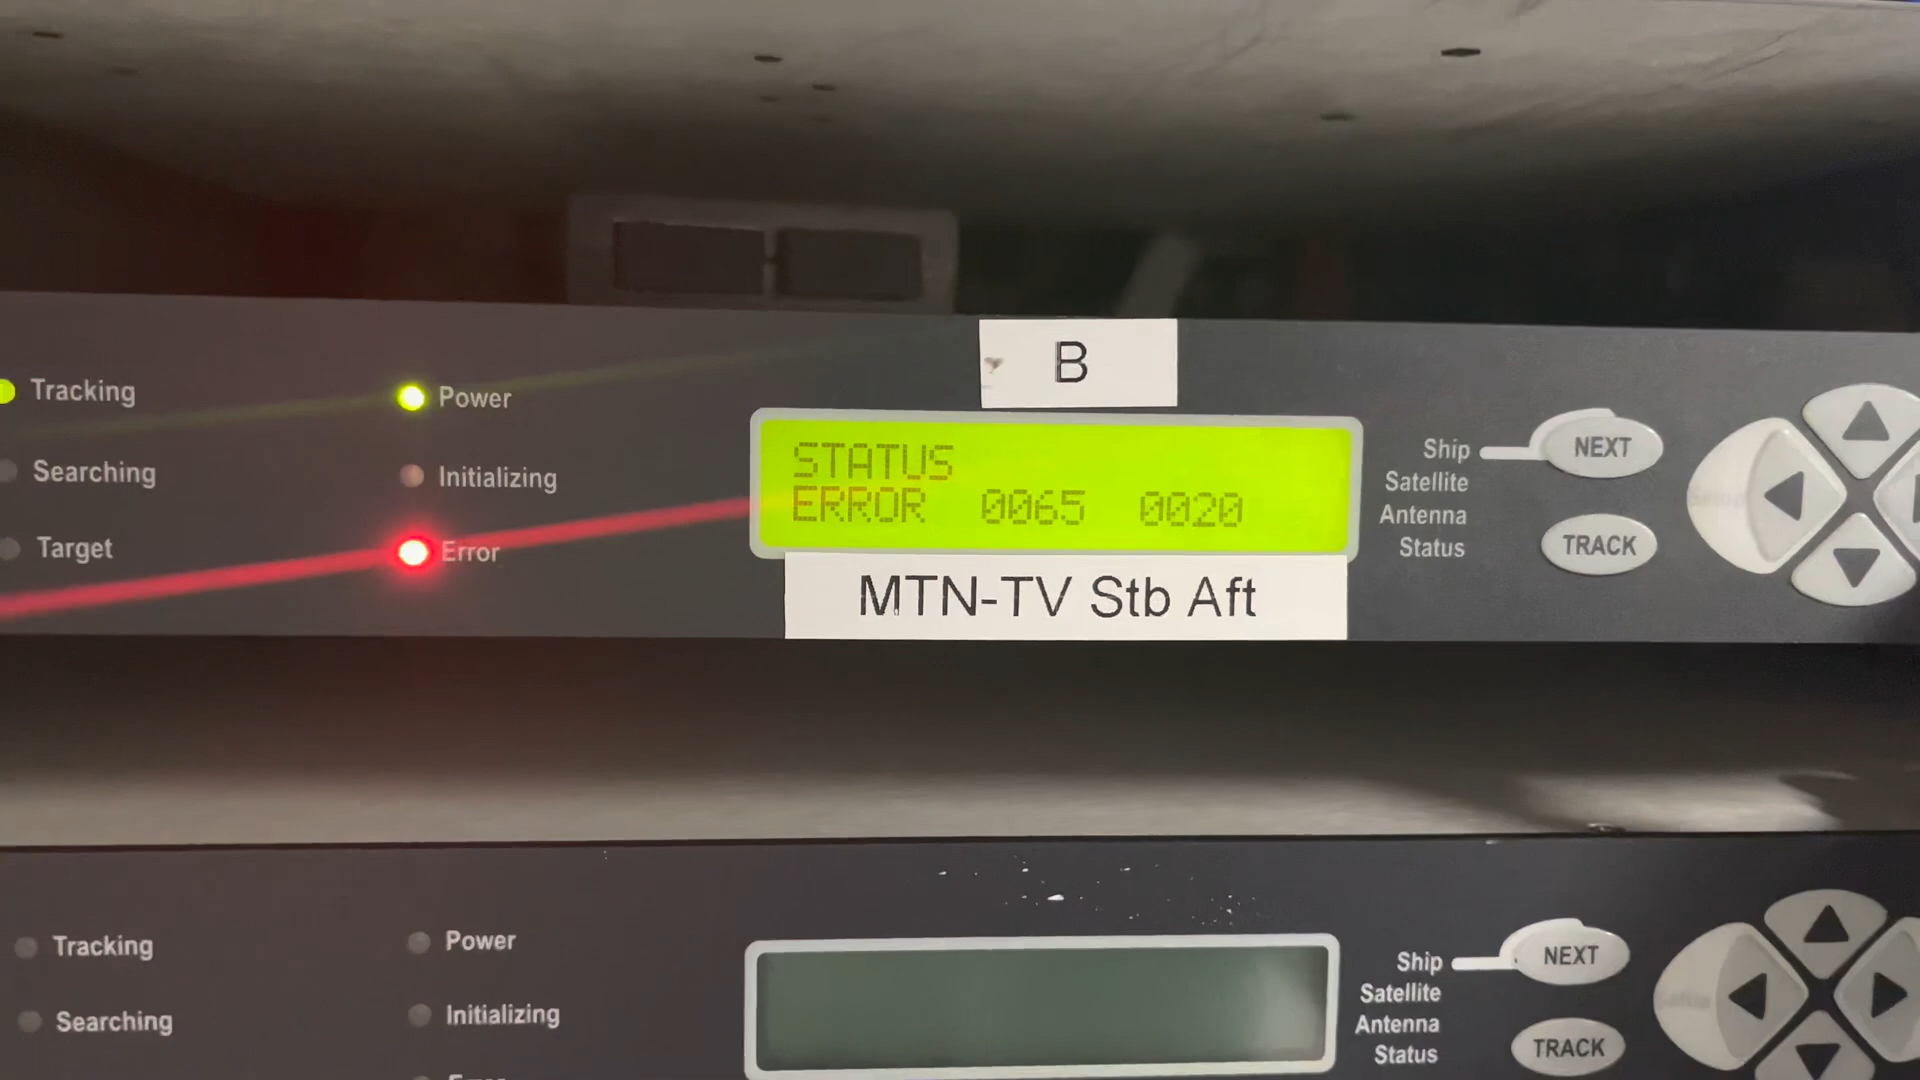 B
Tracking
Power
Searching
Initializing
Target
Error
STATUS
ERROR 0065 0020
Ship
Satellite
Antenna
Status
NEXT
TRACK
MTN-TV Stb Aft
Tracking
Power
Searching
Initializing
Ship
Satellite
Antenna
Status
NEXT
TRACK